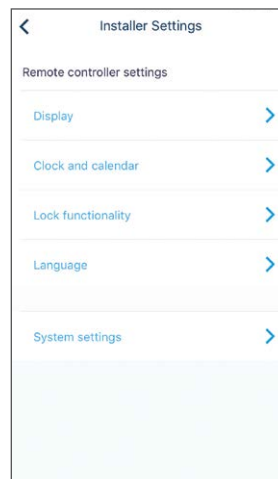 Installer Settings
Remote controller settings
Display
Clock and calendar
Lock functionality
Language
System settings